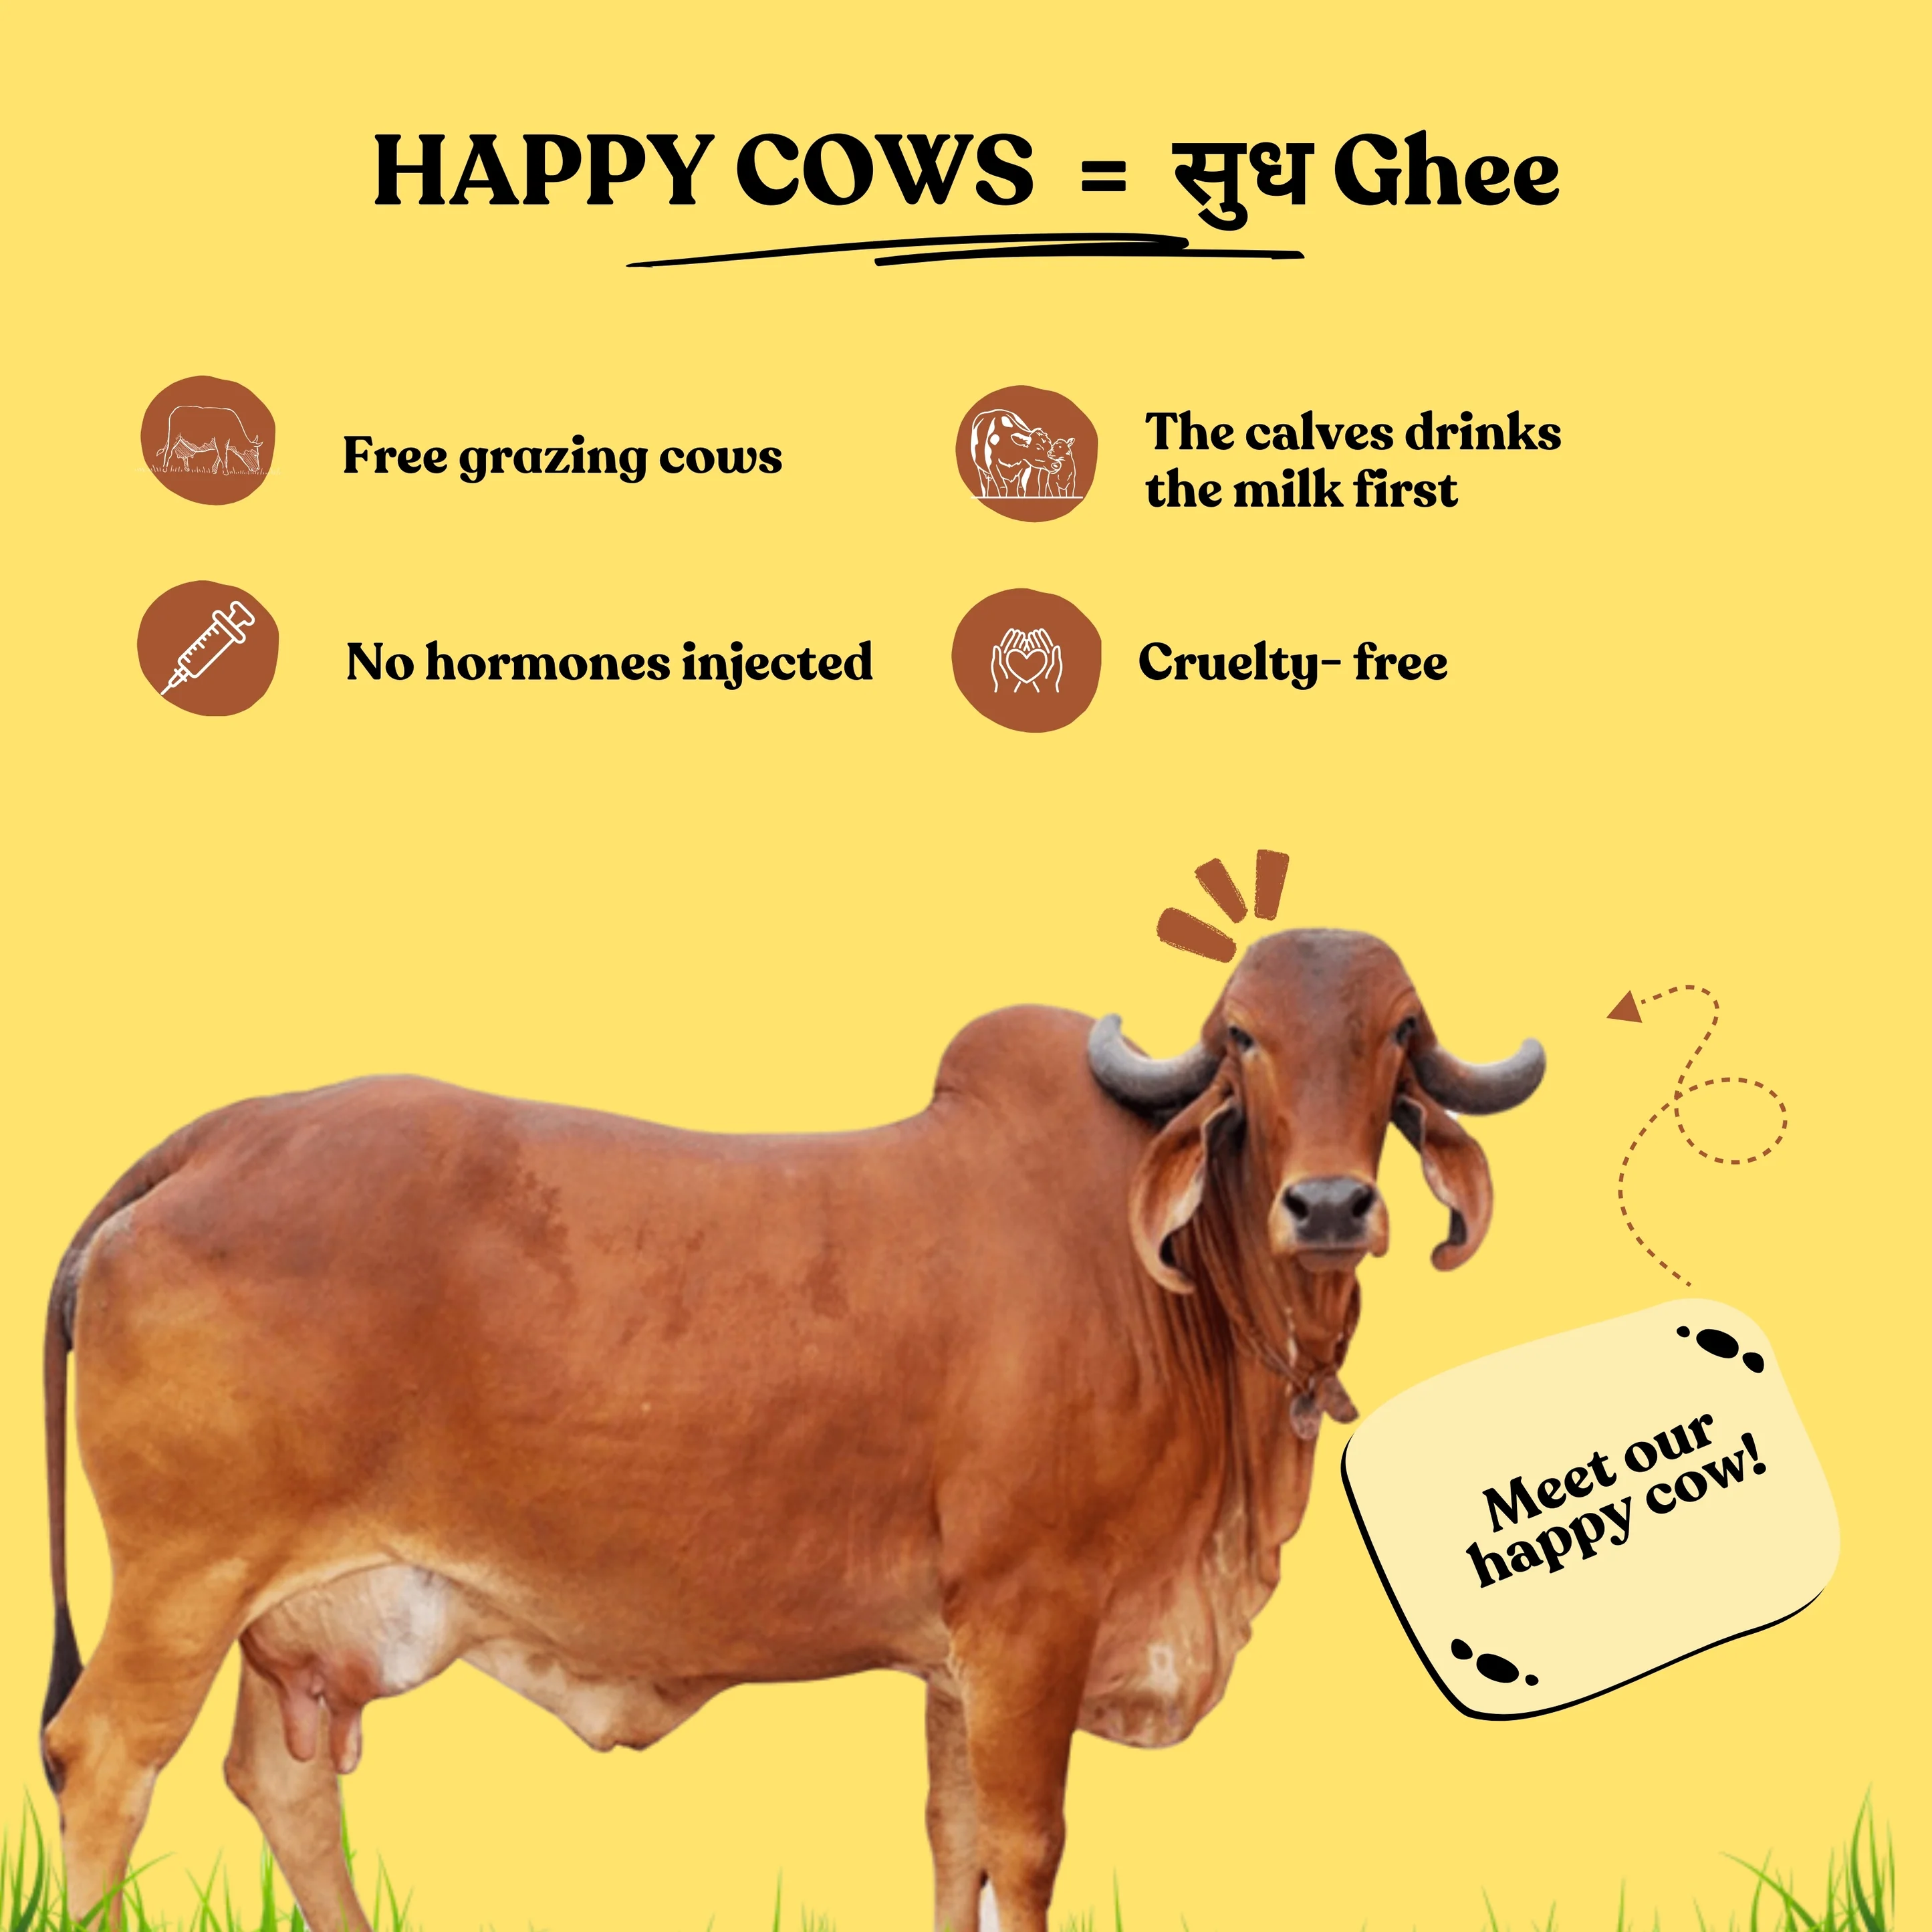 HAPPY COWS = सुध Ghee
Free grazing cows
The calves drinks
the milk first
No hormones injected
Cruelty- free
Meet our
happy cow!